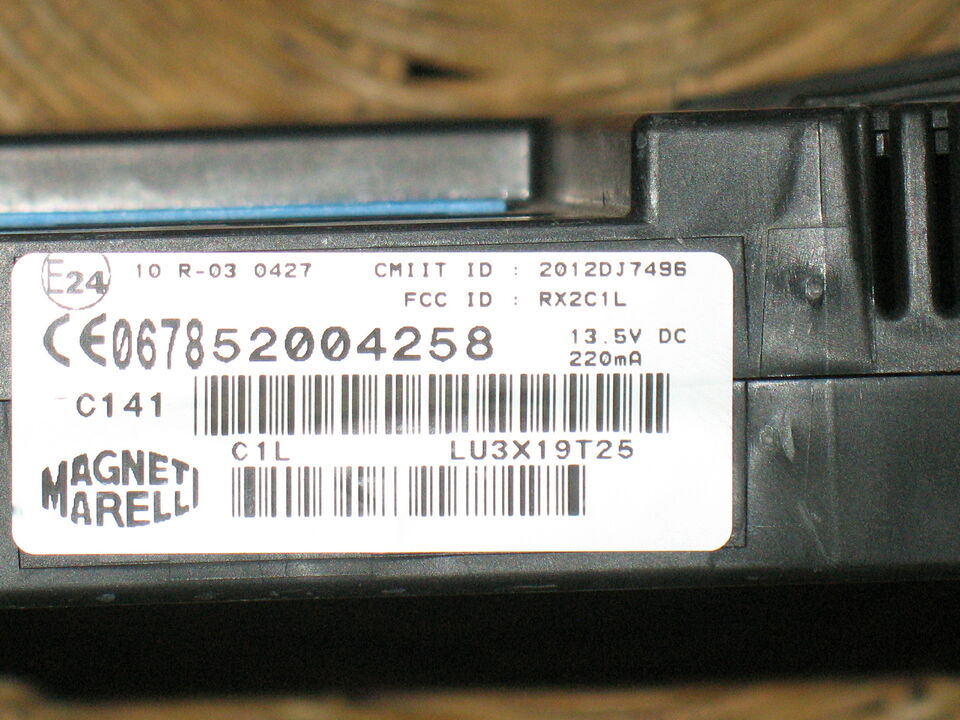 E24 10 R-03 0427 CMIIT ID : 2012DJ7496
FCC ID : RX2C1L
CE0678 52004258 13.5V DC
220mA
C141
C1L LU3X19T25
MAGNETI
MARELLI